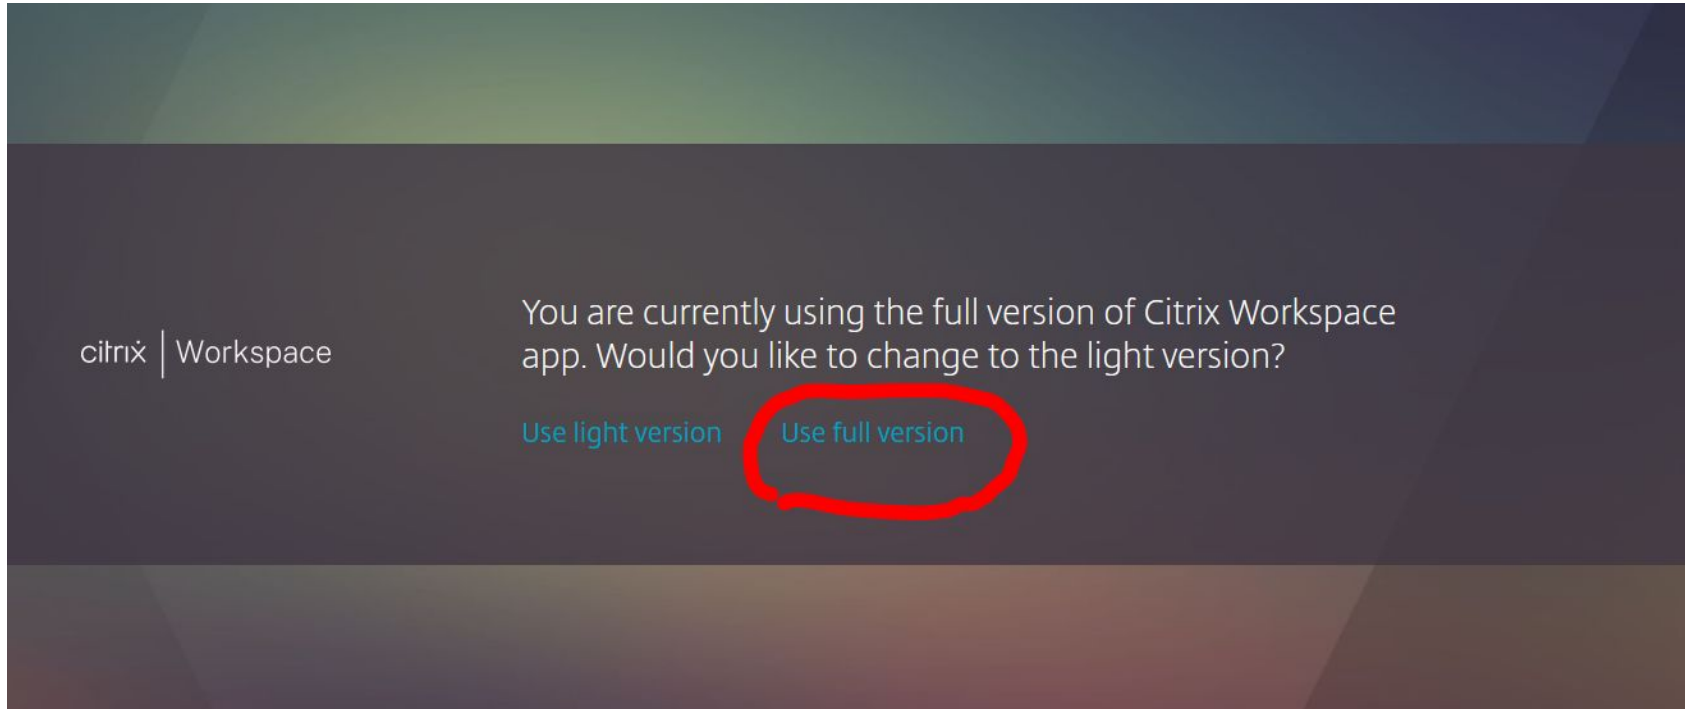 citrix | Workspace
You are currently using the full version of Citrix Workspace
app. Would you like to change to the light version?
Use light version Use full version